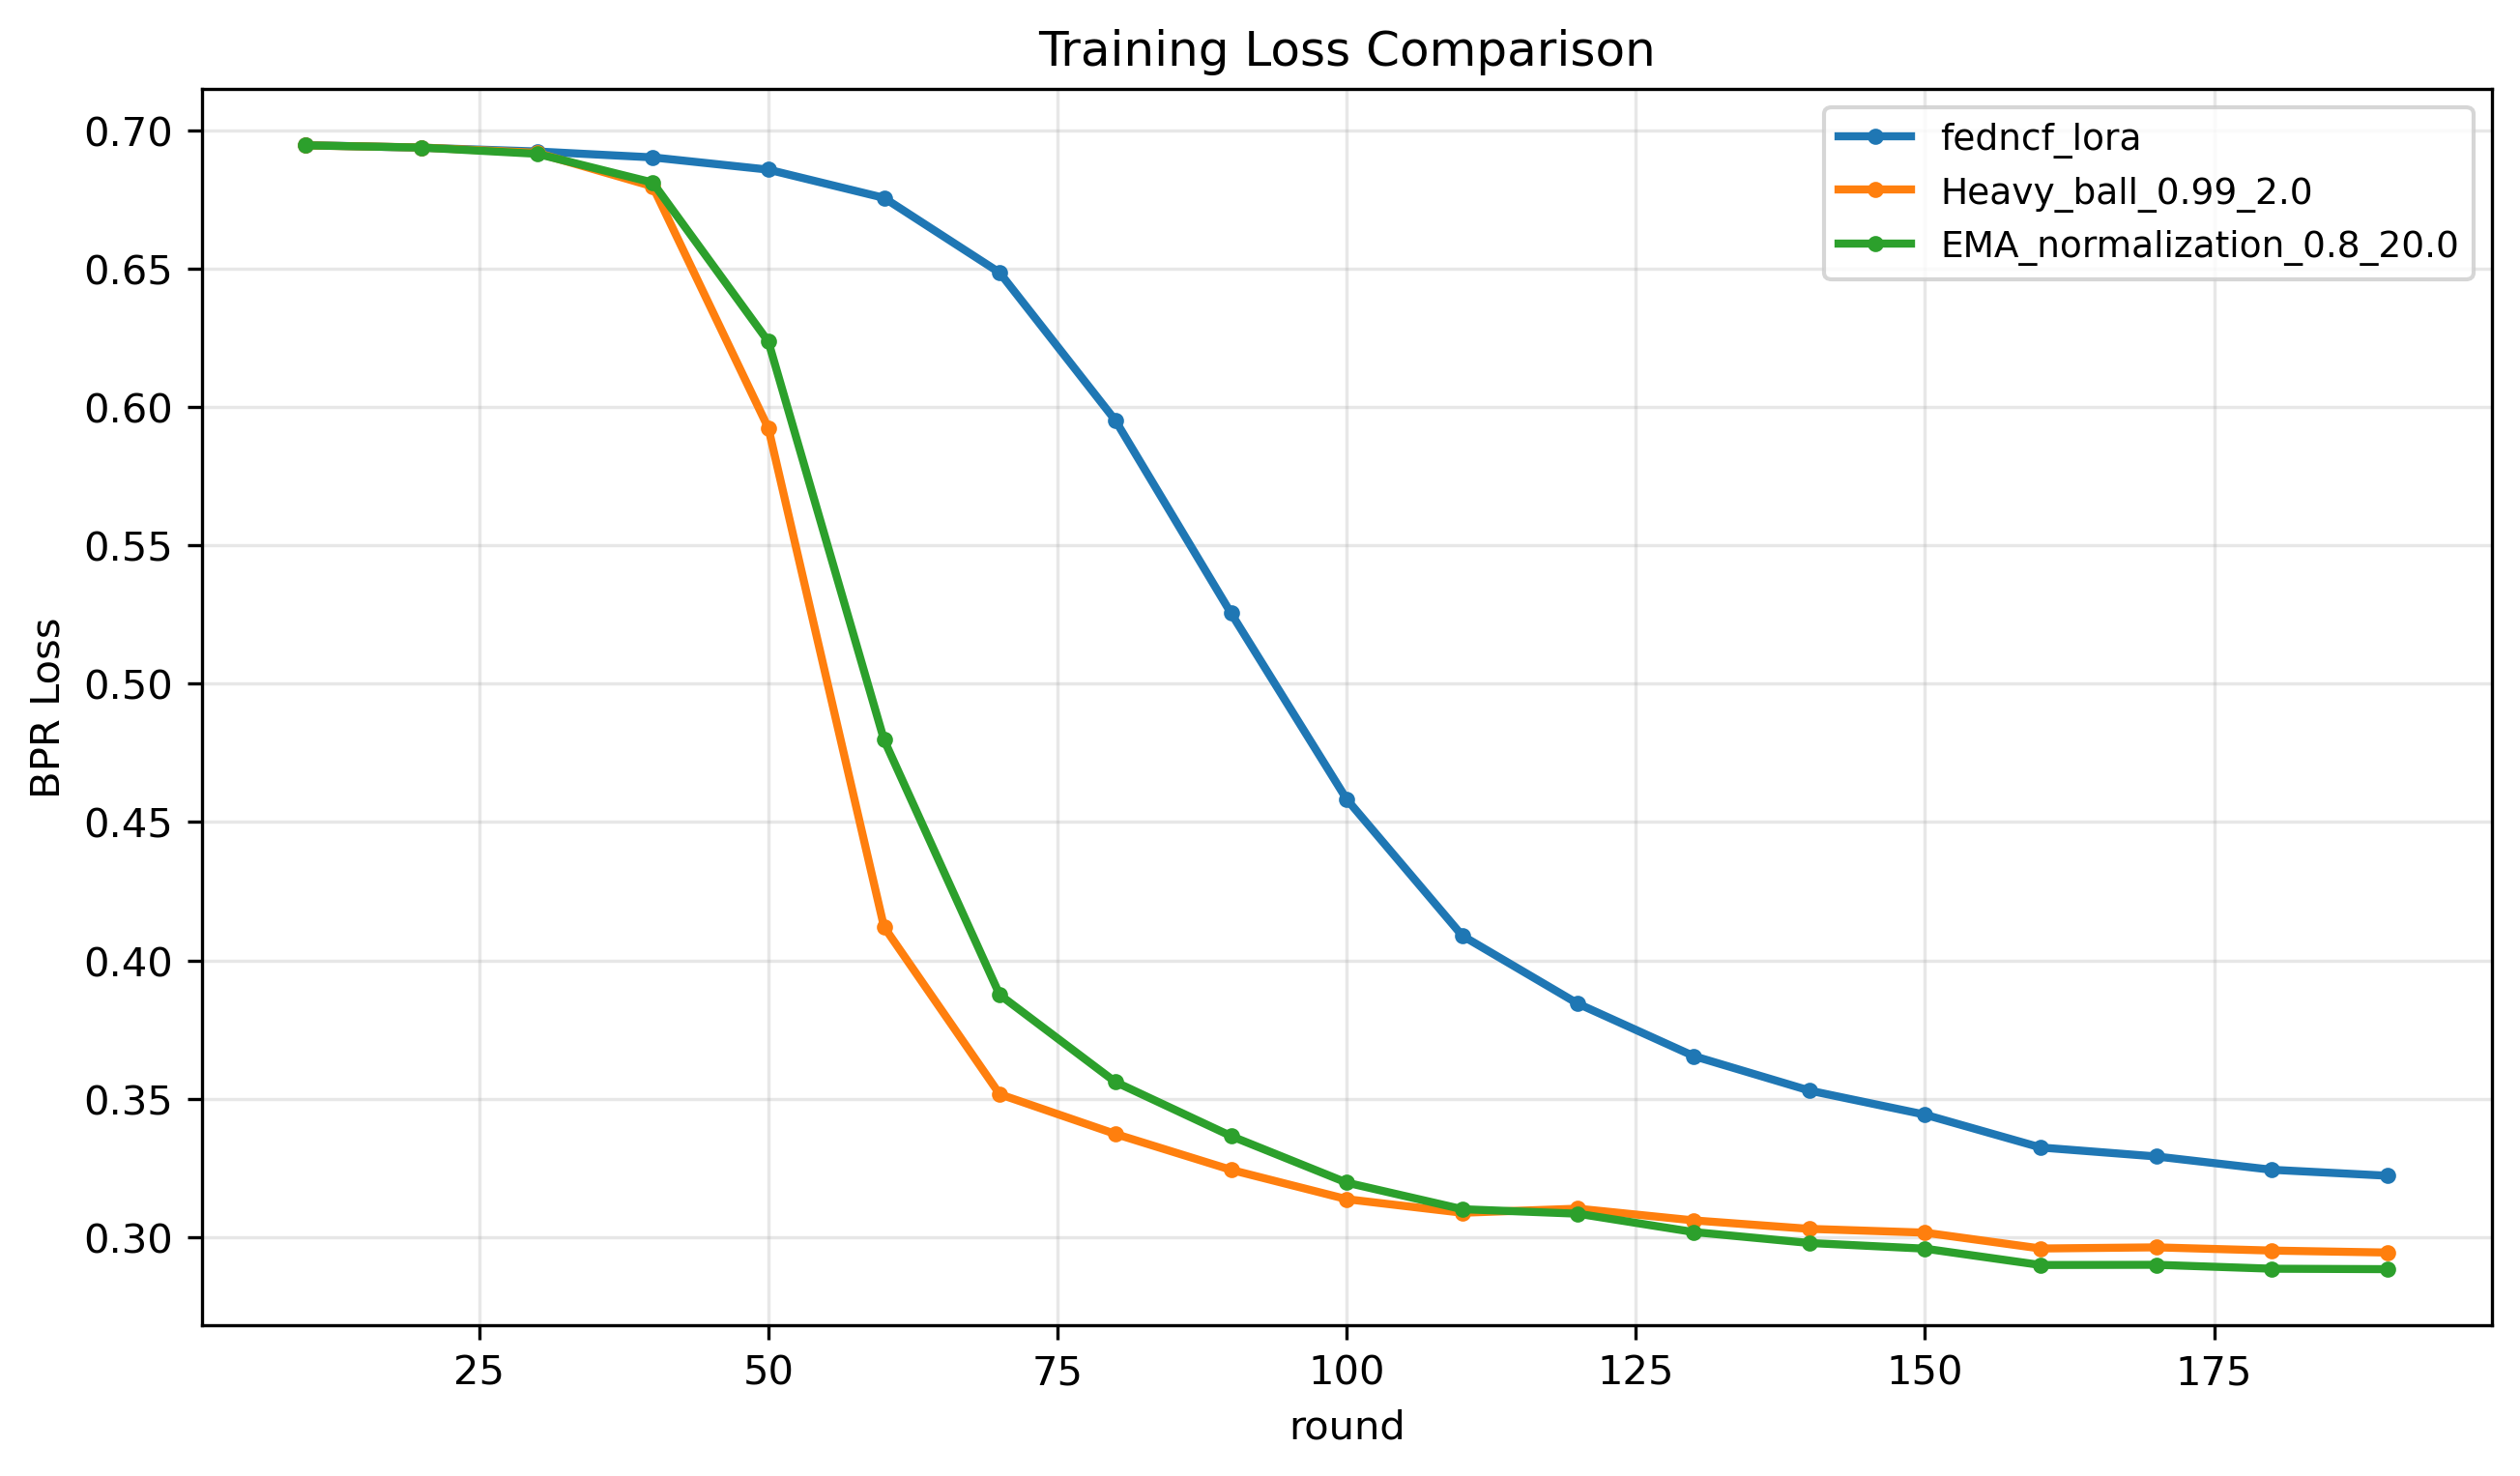 Training Loss Comparison
fedncf_lora
Heavy_ball_0.99_2.0
EMA_normalization_0.8_20.0
0.70
0.65
0.60
0.55
0.50
0.45
0.40
0.35
0.30
BPR Loss
25 50 75 100 125 150 175
round